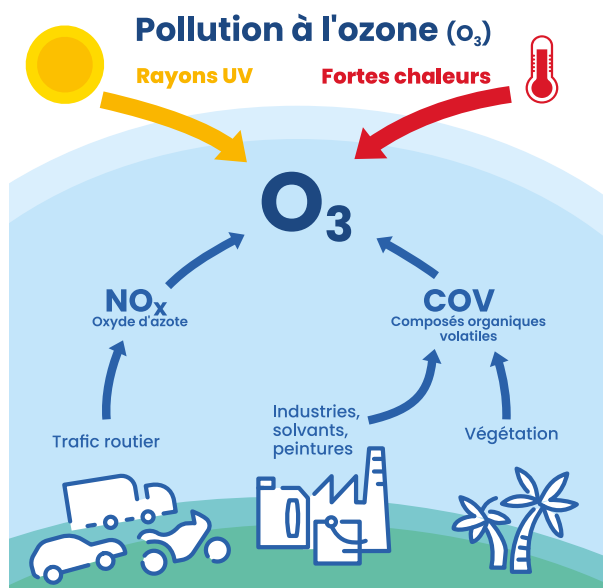 Pollution à l'ozone (O₃)
Rayons UV
Fortes chaleurs
O₃
NOₓ
Oxyde d'azote
COV
Composés organiques
volatiles
Trafic routier
Industries,
solvants,
peintures
Végétation